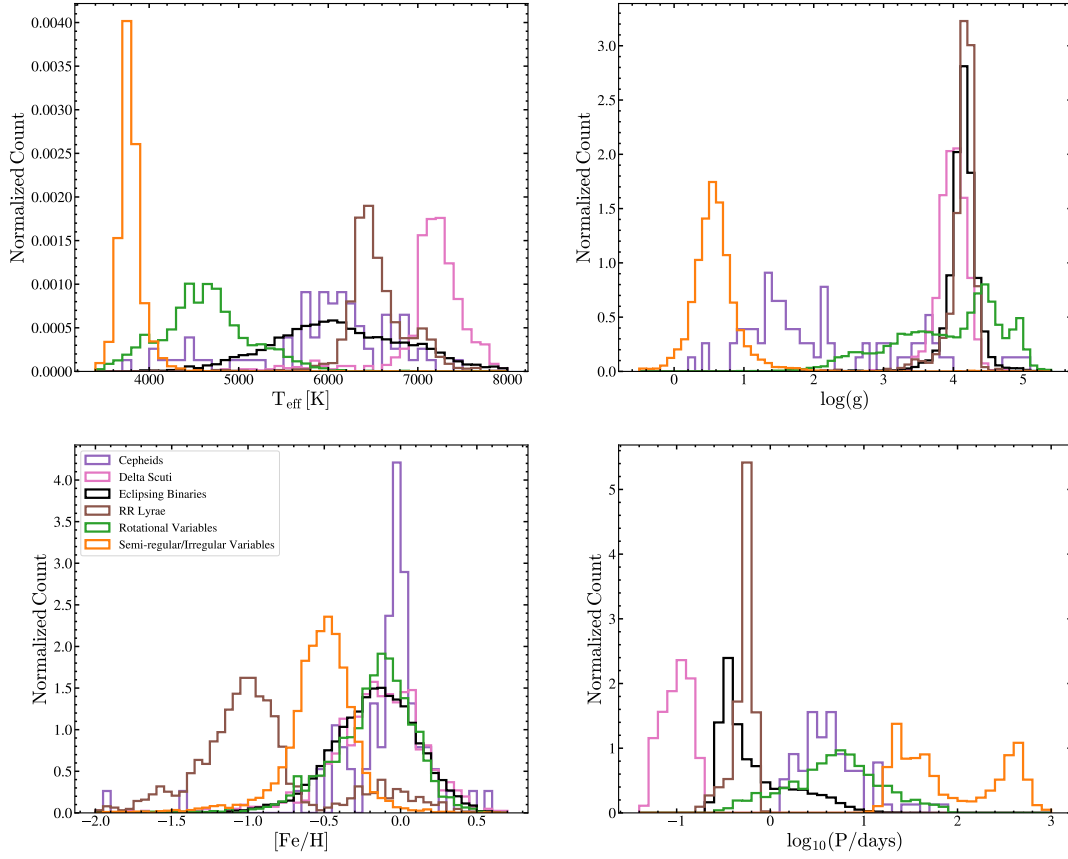 0.0040
0.0035
0.0030
0.0025
0.0020
0.0015
0.0010
0.0005
0.0000
Normalized Count
4000 5000 6000 7000 8000
T_eff [K]
3.0
2.5
2.0
1.5
1.0
0.5
0.0
Normalized Count
0 1 2 3 4 5
log(g)
4.0
3.5
3.0
2.5
2.0
1.5
1.0
0.5
0.0
Normalized Count
Cepheids
Delta Scuti
Eclipsing Binaries
RR Lyrae
Rotational Variables
Semi-regular/Irregular Variables
−2.0 −1.5 −1.0 −0.5 0.0 0.5
[Fe/H]
5
4
3
2
1
0
Normalized Count
−1 0 1 2 3
log₁₀(P/days)